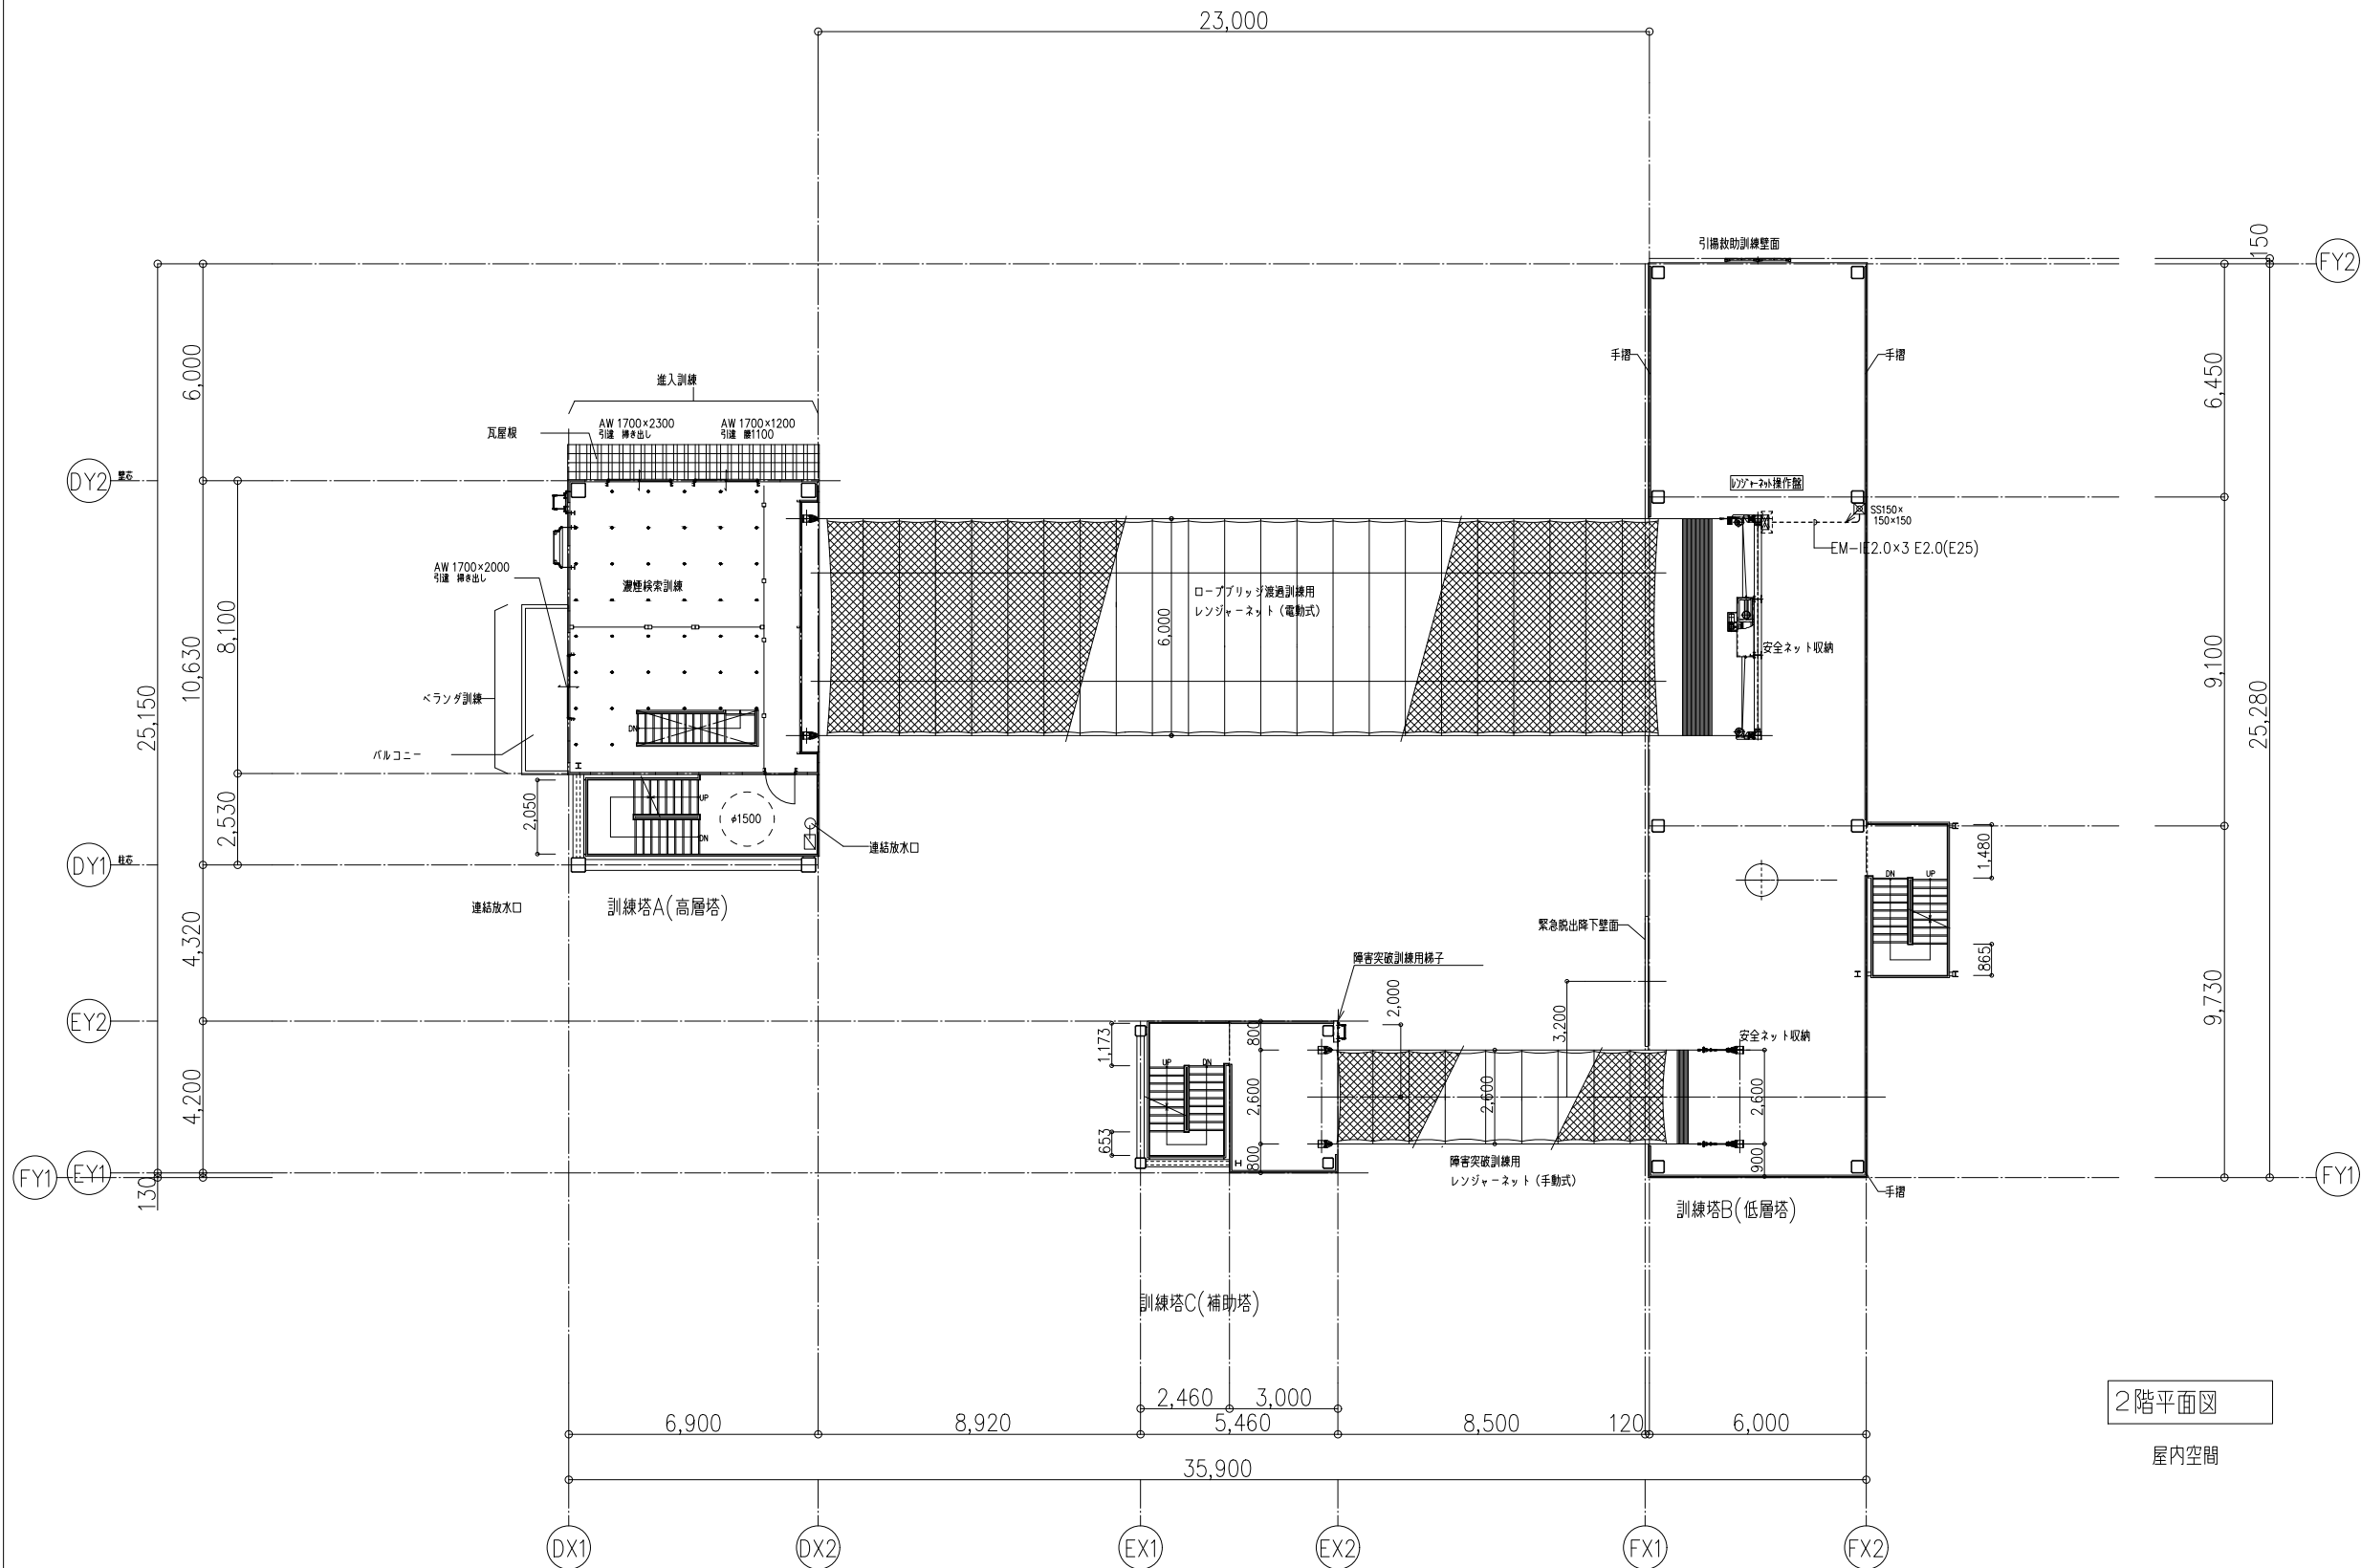 23,000
150
FY2
引揚救助訓練壁面
6,000
手摺
手摺
6,450
進入訓練
AW 1700×2300
引違 掃き出し
AW 1700×1200
引違 腰1100
瓦屋根
DY2
壁芯
レンジャーネット操作盤
SS150×
150×150
EM-IE2.0×3 E2.0(E25)
AW 1700×2000
引違 掃き出し
濃煙検索訓練
ロープブリッジ渡過訓練用
レンジャーネット（電動式）
6,000
安全ネット収納
8,100
10,630
25,150
9,100
25,280
ベランダ訓練
バルコニー
DN
2,050
UP
DN
φ1500
2,530
連結放水口
DY1
柱芯
1,480
DN
UP
865
連結放水口
訓練塔A(高層塔)
4,320
緊急脱出降下壁面
障害突破訓練用梯子
2,000
3,200
9,730
EY2
1,173
800
安全ネット収納
UP
DN
2,600
2,600
2,600
4,200
653
800
900
障害突破訓練用
レンジャーネット（手動式）
FY1
EY1
130
手摺
FY1
訓練塔B(低層塔)
訓練塔C(補助塔)
2,460
3,000
6,900
8,920
5,460
8,500
120
6,000
35,900
2階平面図
屋内空間
DX1
DX2
EX1
EX2
FX1
FX2